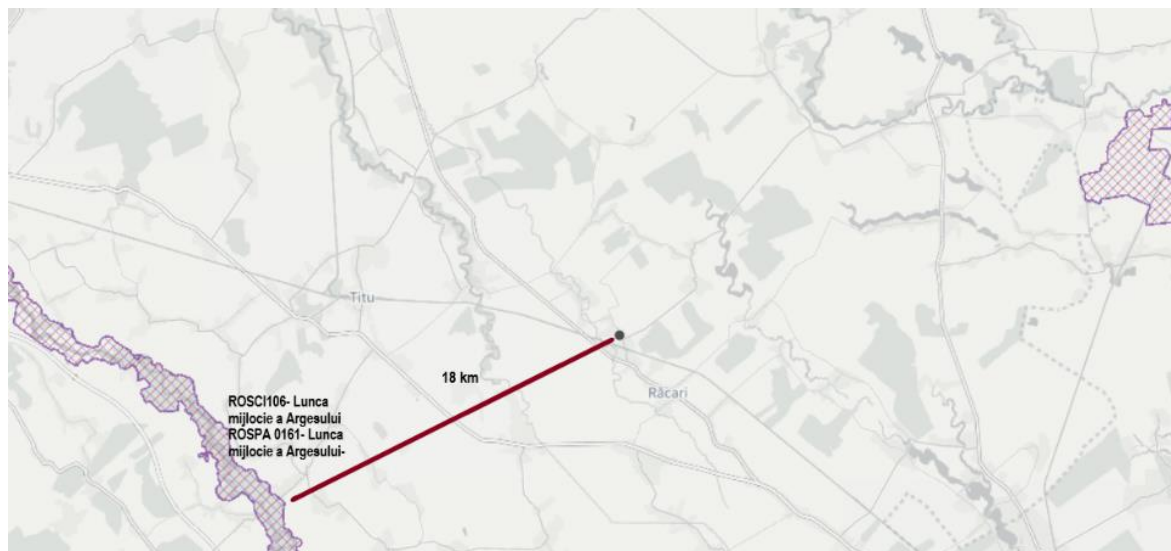 Titu
18 km
Răcari
ROSCI106- Lunca
mijlocie a Argesului
ROSPA 0161- Lunca
mijlocie a Argesului-